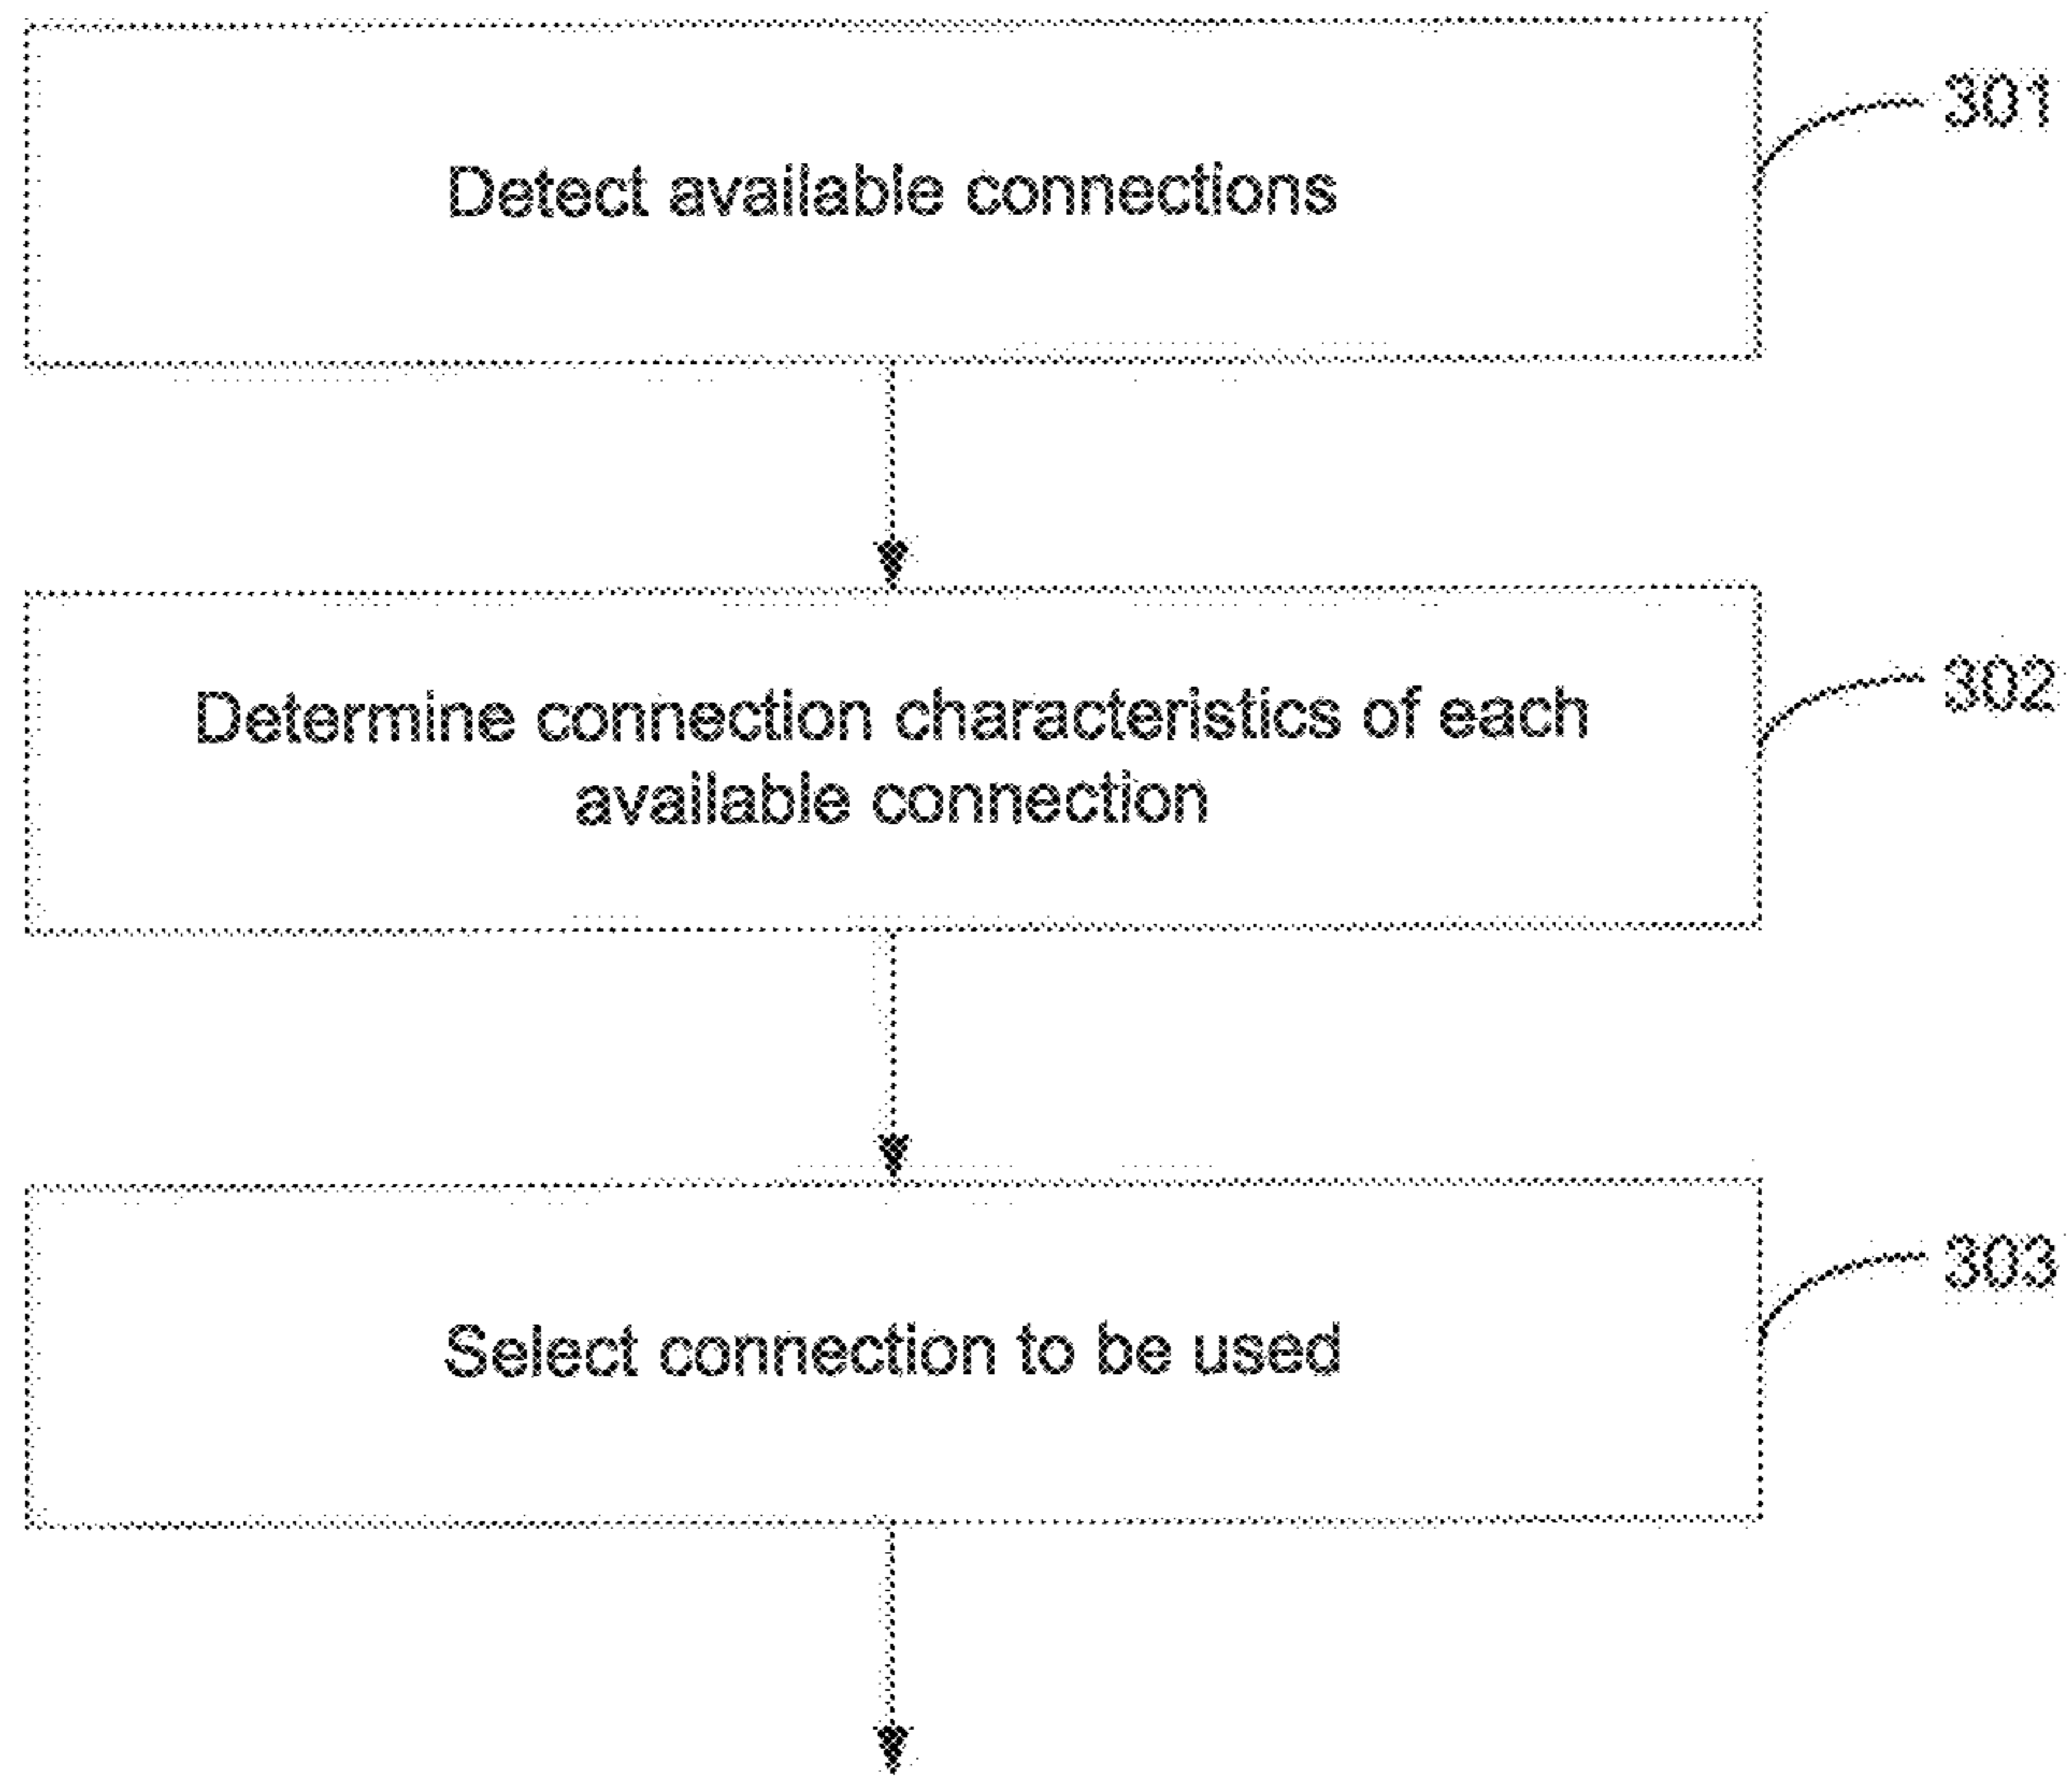 Detect available connections
301
Determine connection characteristics of each
available connection
302
Select connection to be used
303